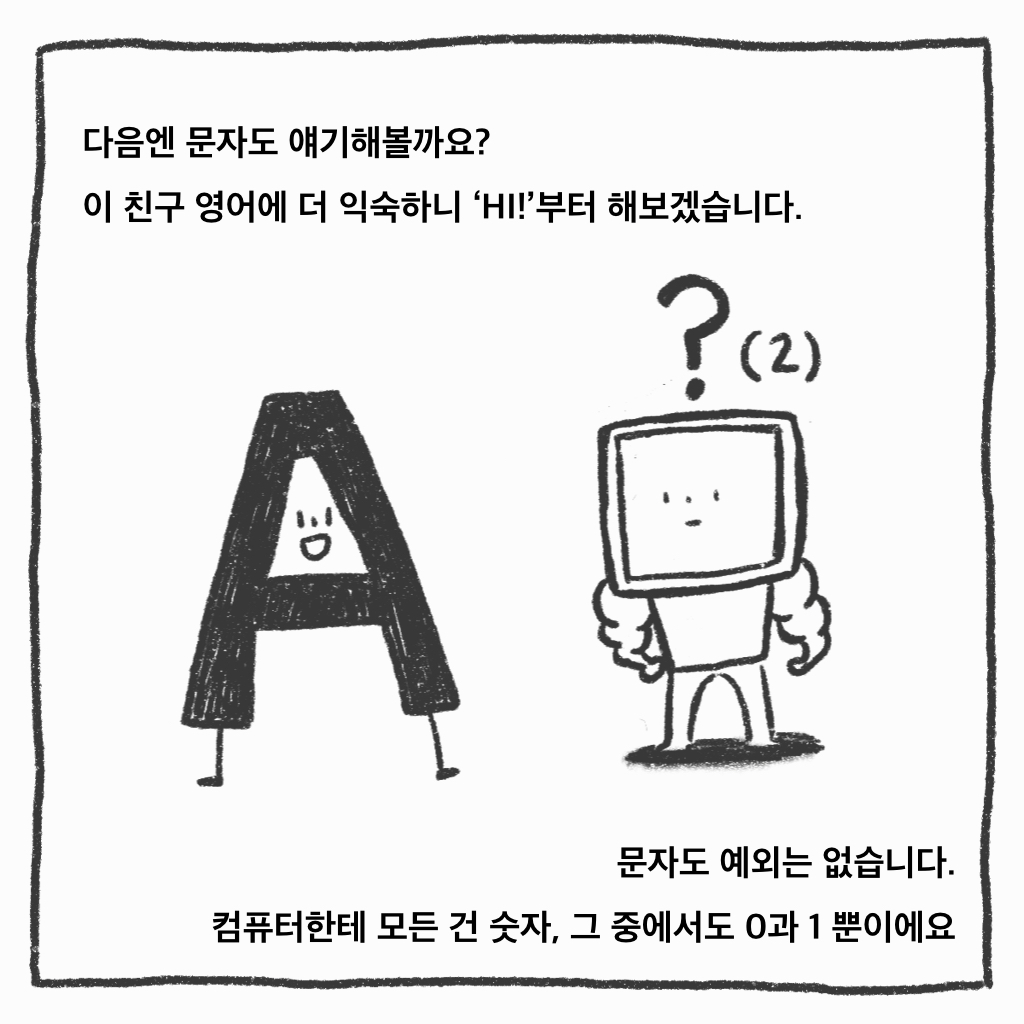 다음엔 문자도 얘기해볼까요?
이 친구 영어에 더 익숙하니 ‘HI!’부터 해보겠습니다.
? (2)
A
문자도 예외는 없습니다.
컴퓨터한테 모든 건 숫자, 그 중에서도 0과 1 뿐이에요